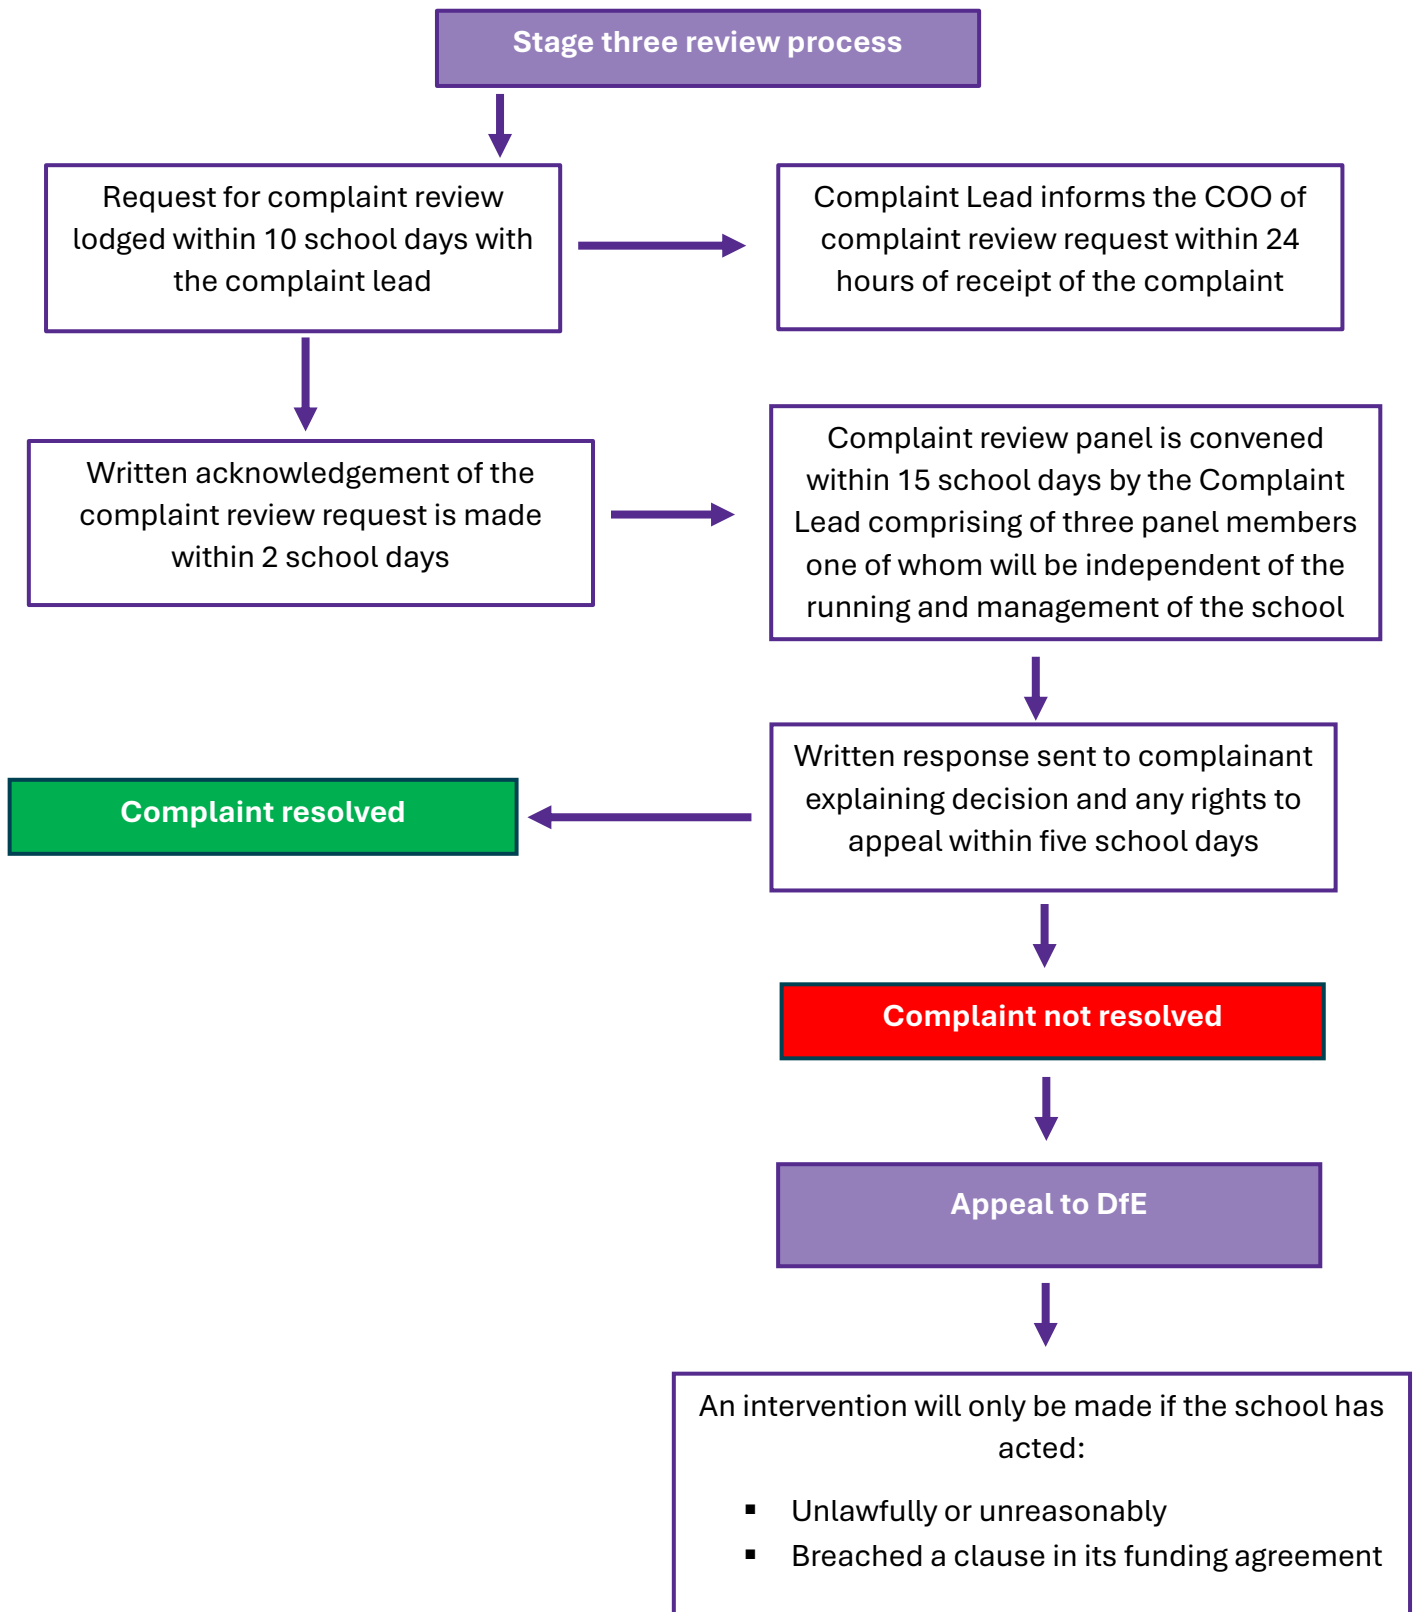 Stage three review process
Request for complaint review
lodged within 10 school days with
the complaint lead
Complaint Lead informs the COO of
complaint review request within 24
hours of receipt of the complaint
Written acknowledgement of the
complaint review request is made
within 2 school days
Complaint review panel is convened
within 15 school days by the Complaint
Lead comprising of three panel members
one of whom will be independent of the
running and management of the school
Written response sent to complainant
explaining decision and any rights to
appeal within five school days
Complaint resolved
Complaint not resolved
Appeal to DfE
An intervention will only be made if the school has
acted:
▪ Unlawfully or unreasonably
▪ Breached a clause in its funding agreement